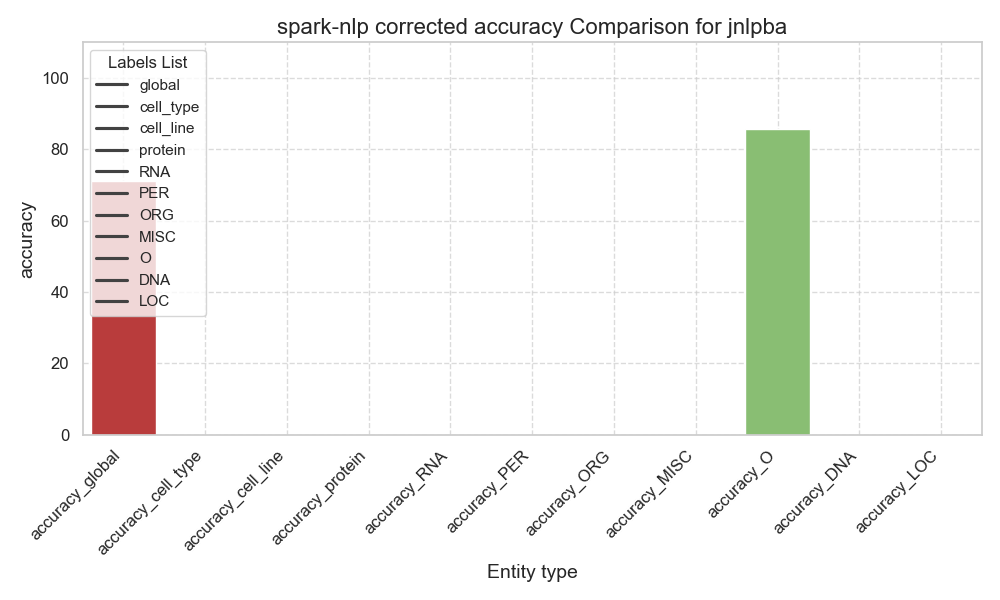 spark-nlp corrected accuracy Comparison for jnlpba
accuracy
100
80
60
40
20
0
Labels List
global
cell_type
cell_line
protein
RNA
PER
ORG
MISC
O
DNA
LOC
accuracy_global
accuracy_cell_type
accuracy_cell_line
accuracy_protein
accuracy_RNA
accuracy_PER
accuracy_ORG
accuracy_MISC
accuracy_O
accuracy_DNA
accuracy_LOC
Entity type